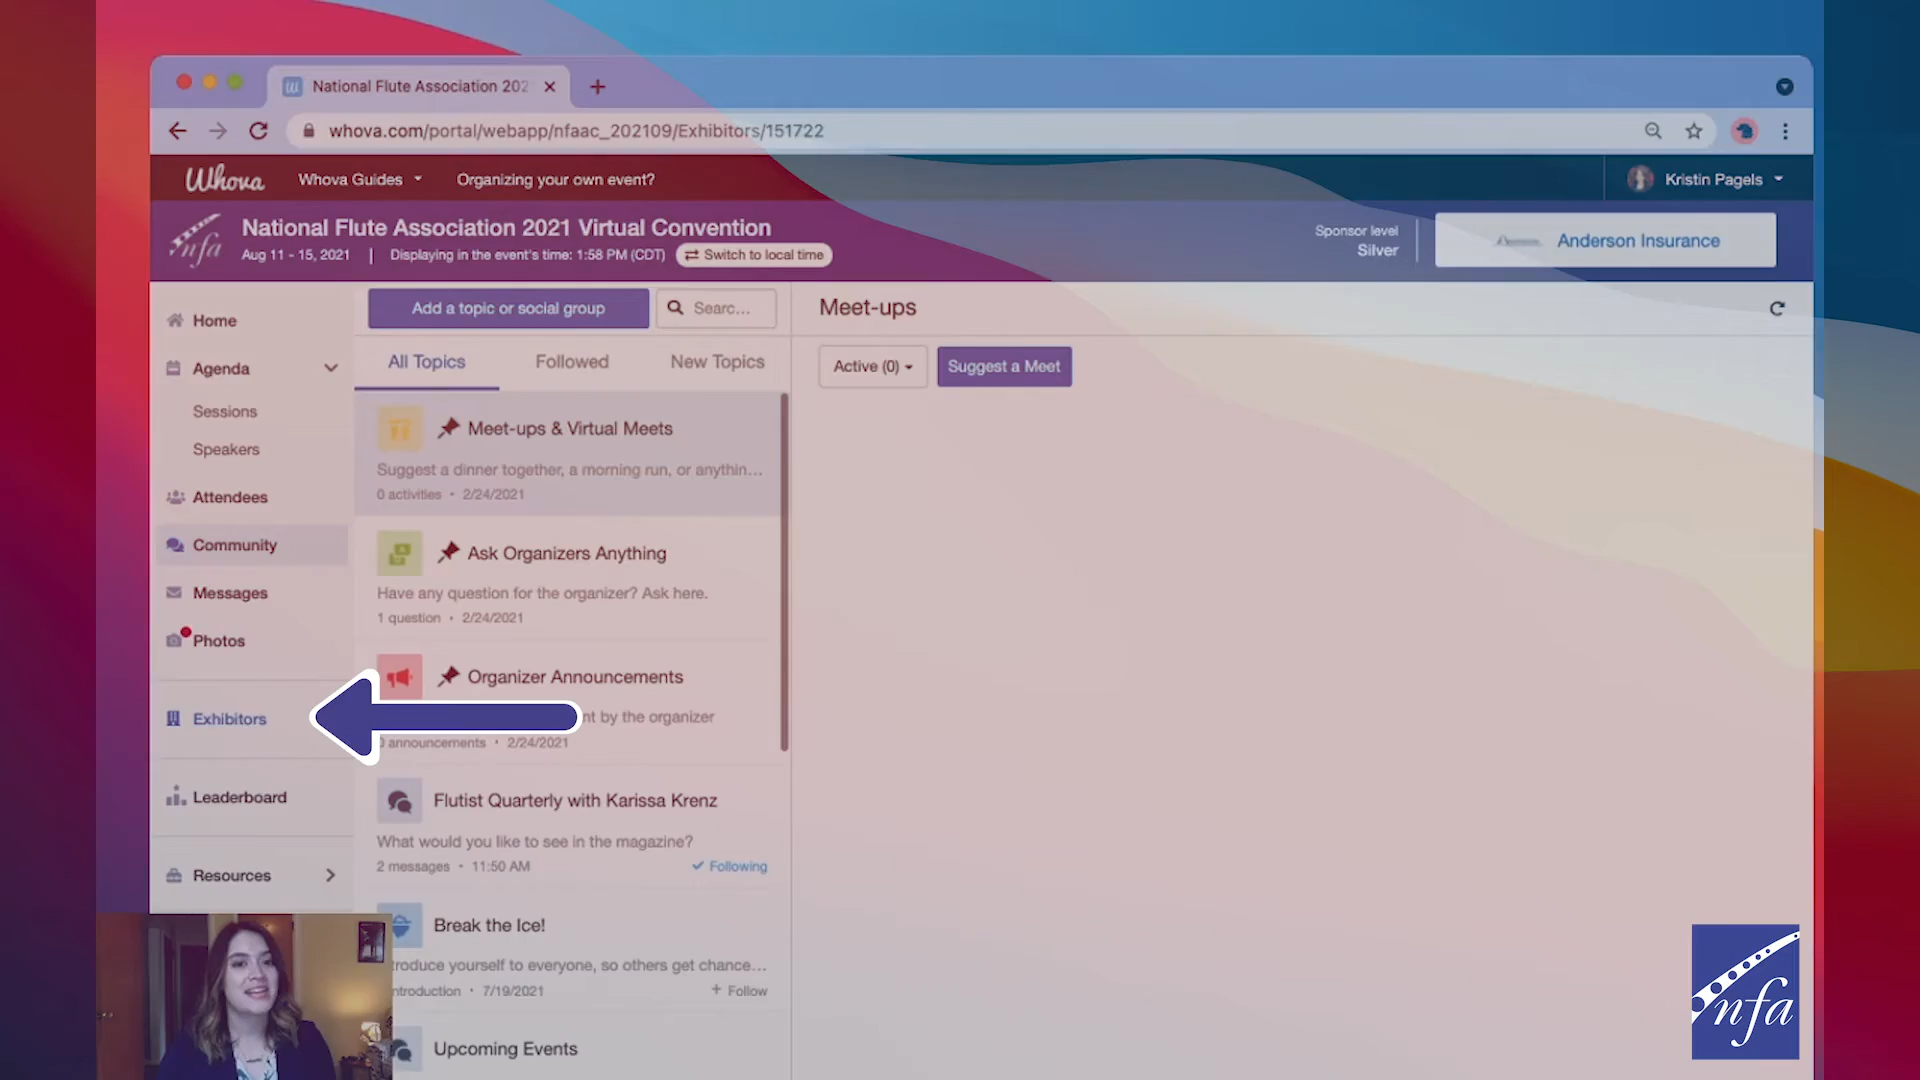 National Flute Association 202
whova.com/portal/webapp/nfaac_202109/Exhibitors/151722
Whova
Whova Guides
Organizing your own event?
Kristin Pagels
nfa
National Flute Association 2021 Virtual Convention
Aug 11 - 15, 2021 | Displaying in the event's time: 1:58 PM (CDT)
Switch to local time
Sponsor level
Silver
Anderson Insurance
Home
Agenda
Sessions
Speakers
Attendees
Community
Messages
Photos
Exhibitors
Leaderboard
Resources
Add a topic or social group
Searc...
All Topics
Followed
New Topics
Meet-ups & Virtual Meets
Suggest a dinner together, a morning run, or anythin...
0 activities • 2/24/2021
Ask Organizers Anything
Have any question for the organizer? Ask here.
1 question • 2/24/2021
Organizer Announcements
nt by the organizer
0 announcements • 2/24/2021
Flutist Quarterly with Karissa Krenz
What would you like to see in the magazine?
2 messages • 11:50 AM
Following
Break the Ice!
troduce yourself to everyone, so others get chance...
introduction • 7/19/2021
+ Follow
Upcoming Events
Meet-ups
Active (0)
Suggest a Meet
nfa